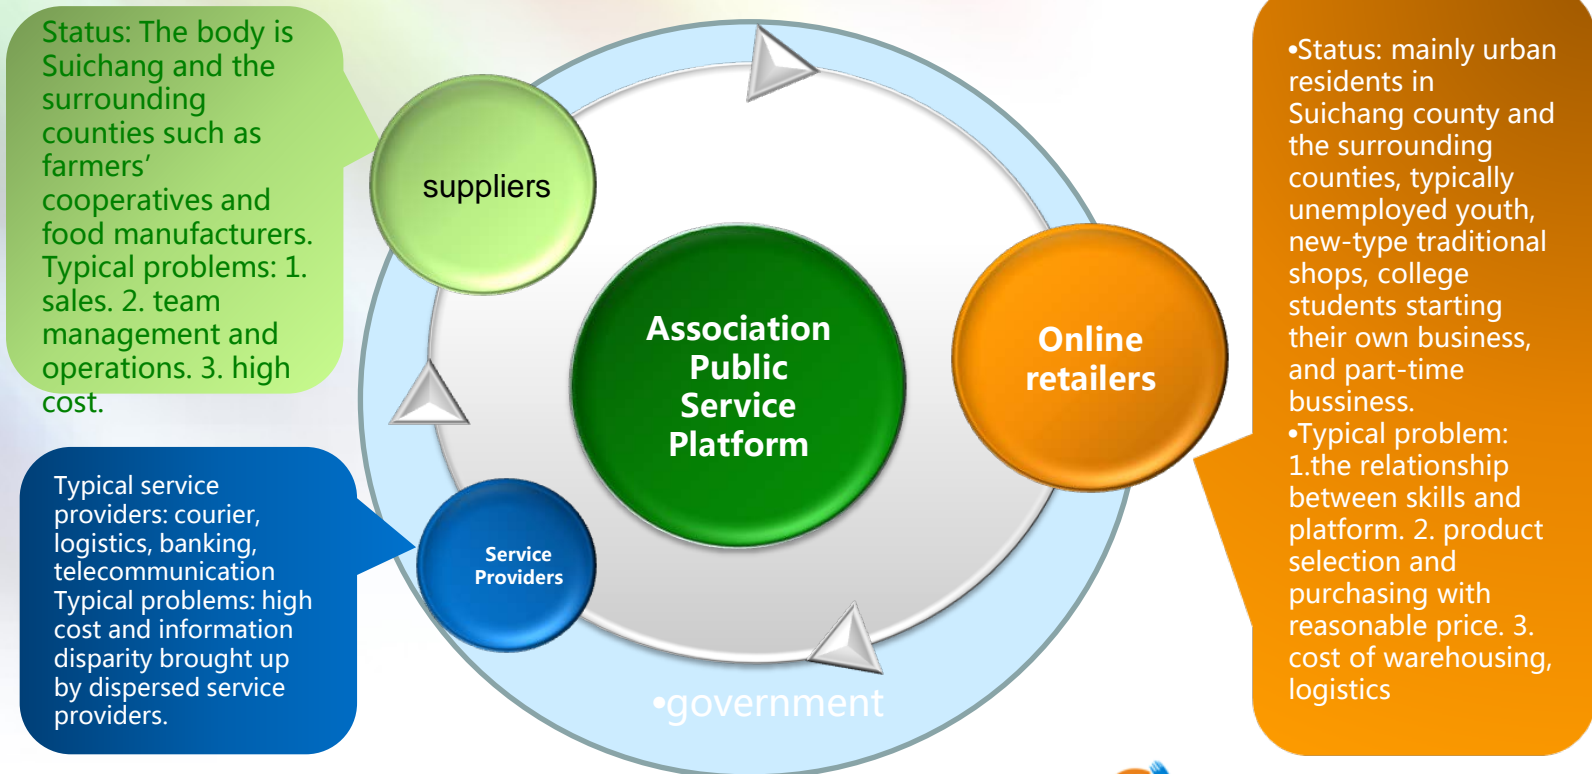 Status: The body is
Suichang and the
surrounding
counties such as
farmers’
cooperatives and
food manufacturers.
Typical problems: 1.
sales. 2. team
management and
operations. 3. high
cost.
suppliers
Association
Public
Service
Platform
Online
retailers
•Status: mainly urban
residents in
Suichang county and
the surrounding
counties, typically
unemployed youth,
new-type traditional
shops, college
students starting
their own business,
and part-time
bussiness.
•Typical problem:
1.the relationship
between skills and
platform. 2. product
selection and
purchasing with
reasonable price. 3.
cost of warehousing,
logistics
Typical service
providers: courier,
logistics, banking,
telecommunication
Typical problems: high
cost and information
disparity brought up
by dispersed service
providers.
Service
Providers
•government